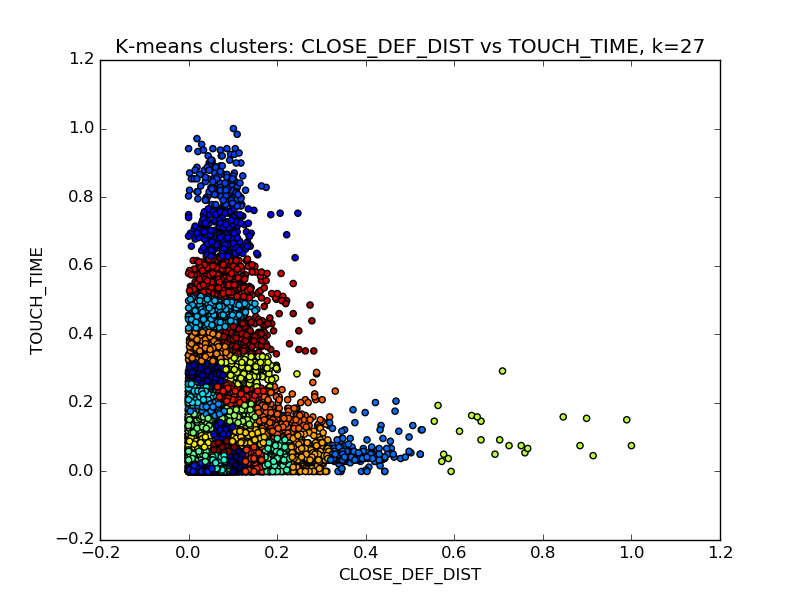 K-means clusters: CLOSE_DEF_DIST vs TOUCH_TIME, k=27
1.2
1.0
0.8
0.6
0.4
0.2
0.0
−0.2
TOUCH_TIME
−0.2 0.0 0.2 0.4 0.6 0.8 1.0 1.2
CLOSE_DEF_DIST